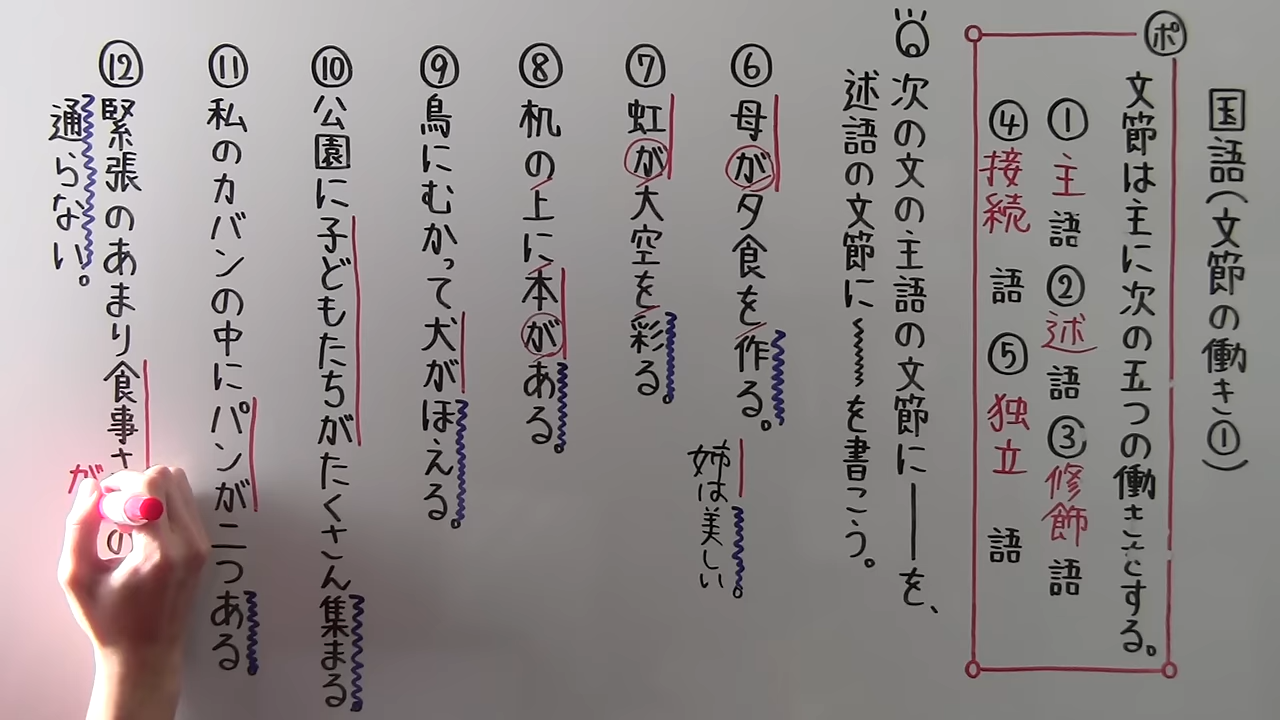 国語(文節の働き①)
ポ
文節は主に次の五つの働きをする。
①主語②述語③修飾語
④接続語⑤独立語
次の文の主語の文節に――を、
述語の文節に〰〰を書こう。
⑥母が夕食を作る。
姉は美しい。
⑦虹が大空を彩る。
⑧机の上に本がある。
⑨鳥にむかって犬がほえる。
⑩公園に子どもたちがたくさん集まる
⑪私のカバンの中にパンが二つある
⑫緊張のあまり食事さ
の
通らない。
が